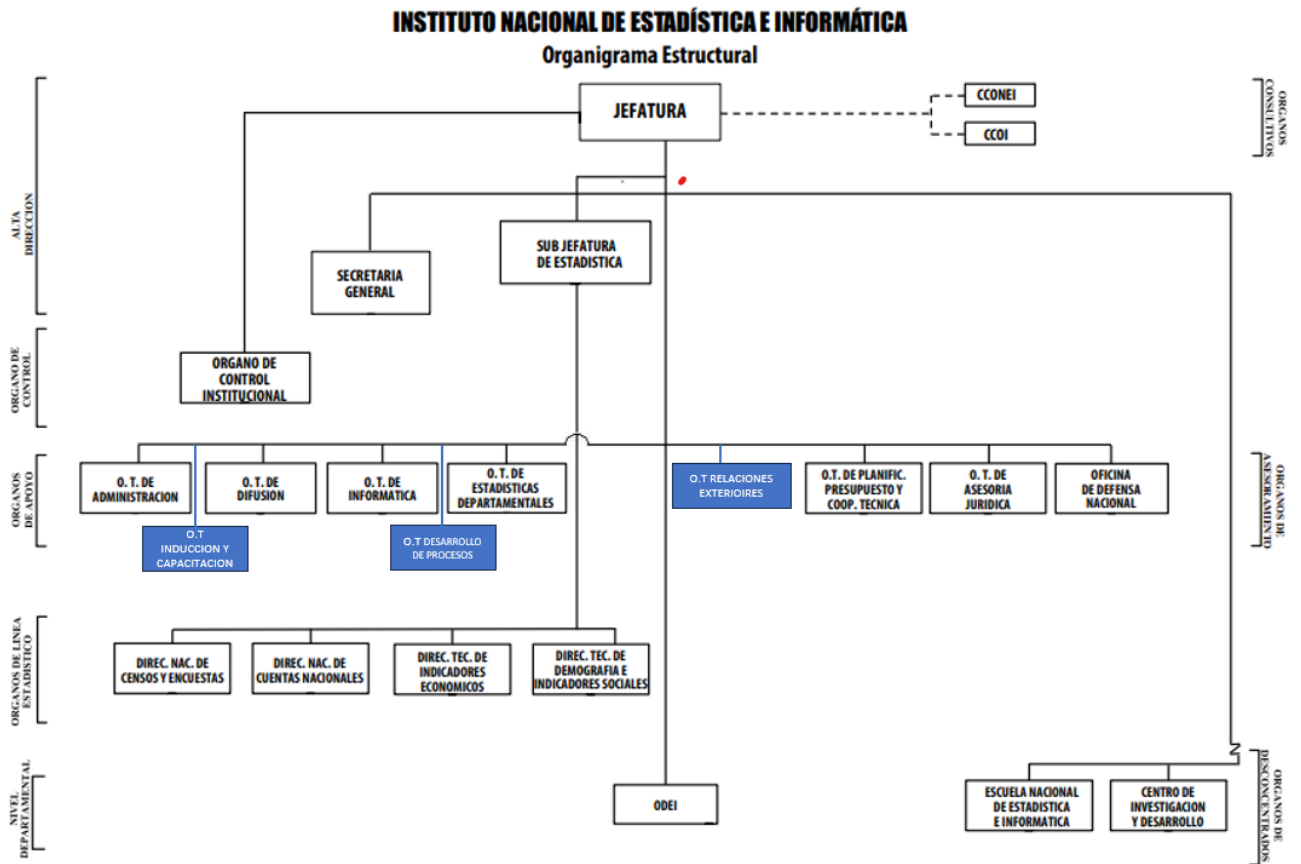 INSTITUTO NACIONAL DE ESTADÍSTICA E INFORMÁTICA
Organigrama Estructural
JEFATURA
CCONEI
CCOI
ORGANOS
CONSULTIVOS
ALTA
DIRECCION
SUB JEFATURA
DE ESTADISTICA
SECRETARIA
GENERAL
ORGANO DE
CONTROL
ORGANO DE
CONTROL
INSTITUCIONAL
ORGANOS
DE APOYO
O. T. DE
ADMINISTRACION
O. T. DE
DIFUSION
O. T. DE
INFORMATICA
O. T. DE
ESTADISTICAS
DEPARTAMENTALES
O.T RELACIONES
EXTERIOIRES
O.T. DE PLANIFIC.
PRESUPUESTO Y
COOP. TECNICA
O. T. DE
ASESORIA
JURIDICA
OFICINA
DE DEFENSA
NACIONAL
ORGANOS DE
ASESORAMIENTO
O.T
INDUCCION Y
CAPACITACION
O.T DESARROLLO
DE PROCESOS
ORGANOS DE LINEA
ESTADISTICO
DIREC. NAC. DE
CENSOS Y ENCUESTAS
DIREC. NAC. DE
CUENTAS NACIONALES
DIREC. TEC. DE
INDICADORES
ECONOMICOS
DIREC. TEC. DE
DEMOGRAFIA E
INDICADORES SOCIALES
NIVEL
DEPARTAMENTAL
ODEI
ESCUELA NACIONAL
DE ESTADISTICA
E INFORMATICA
CENTRO DE
INVESTIGACION
Y DESARROLLO
ORGANOS DE
DESCONCENTRADOS